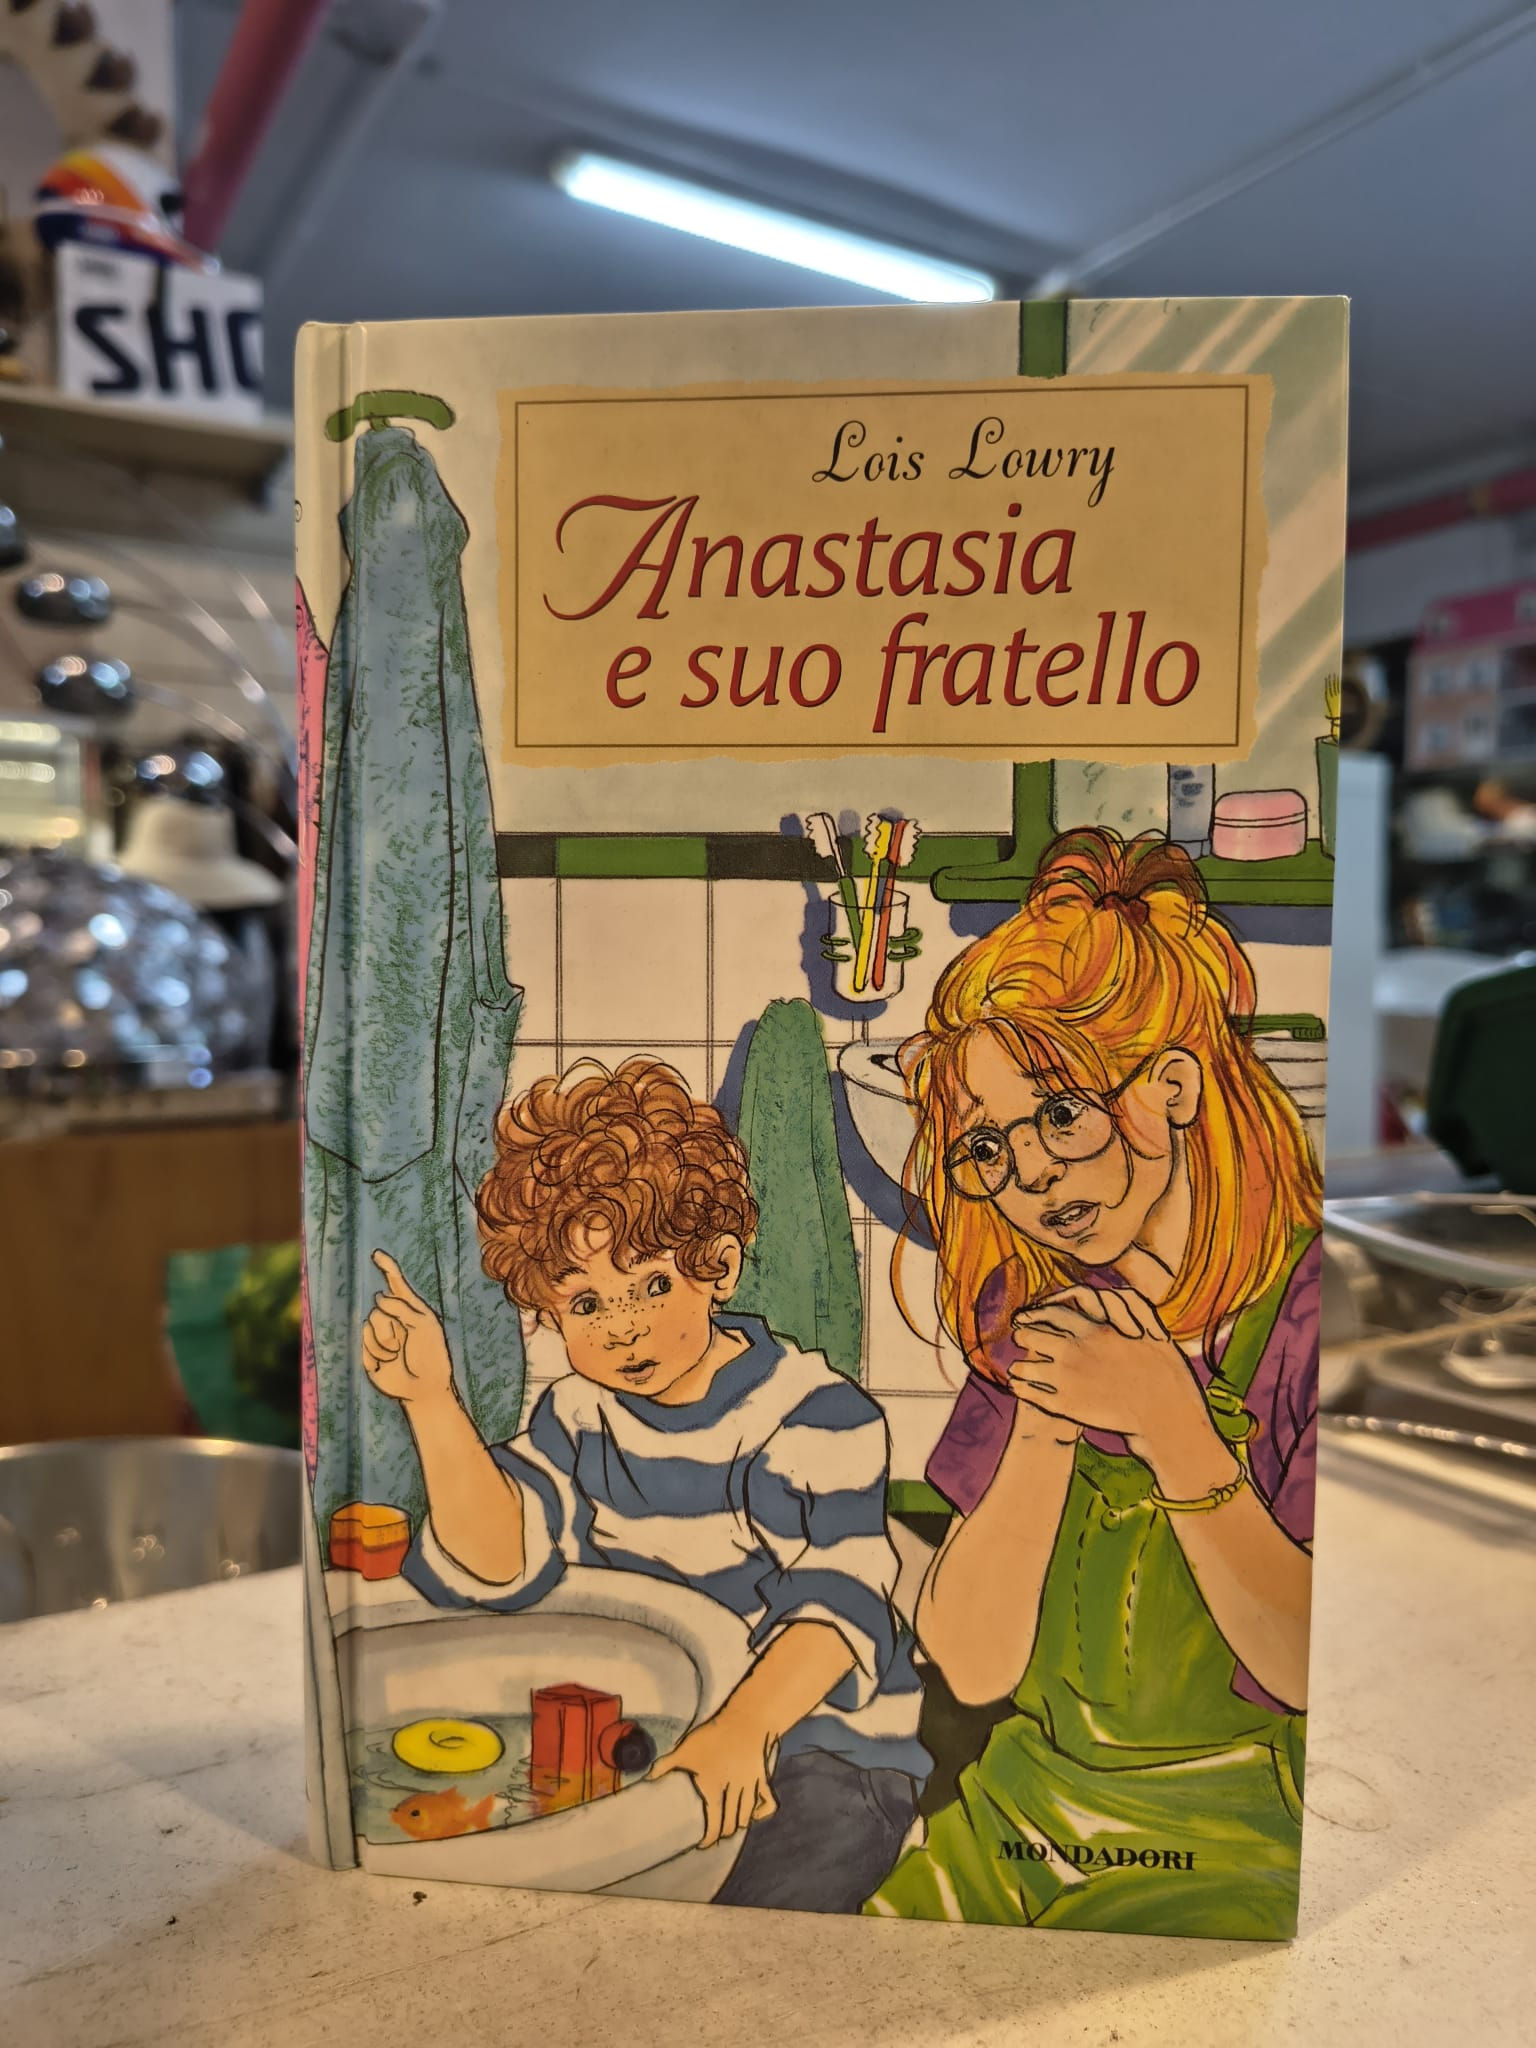 SHO
Lois Lowry
Anastasia
e suo fratello
MONDADORI